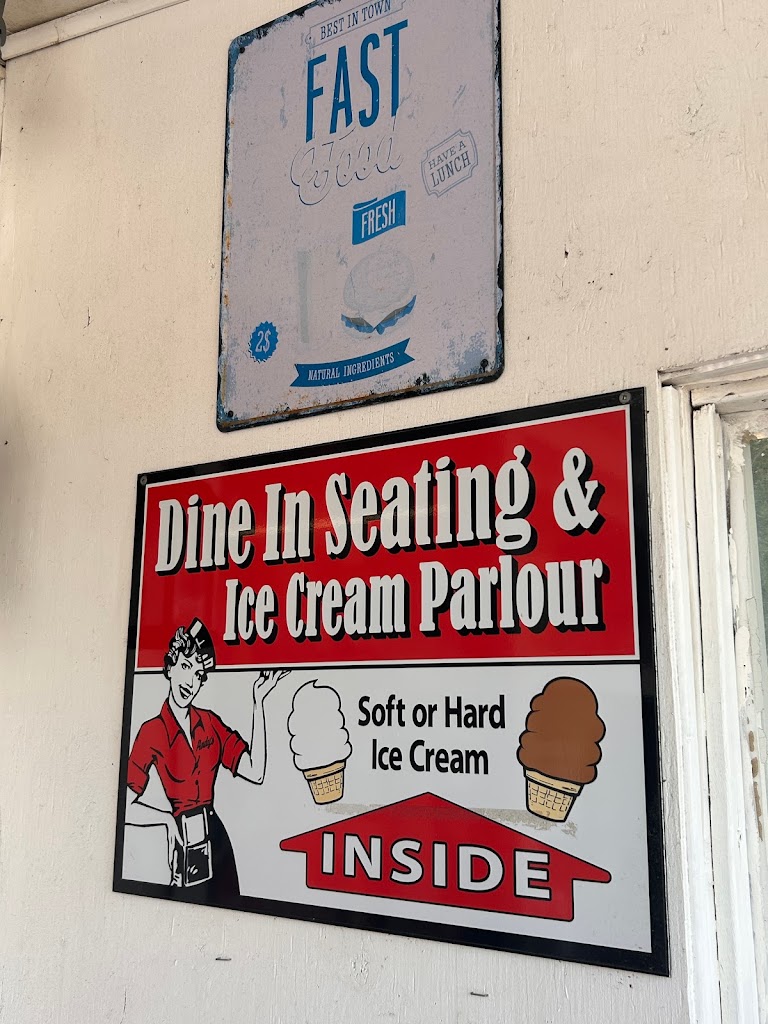 BEST IN TOWN
FAST
Food
HAVE A
LUNCH
FRESH
2$
NATURAL INGREDIENTS
Dine In Seating &
Ice Cream Parlour
Soft or Hard
Ice Cream
INSIDE